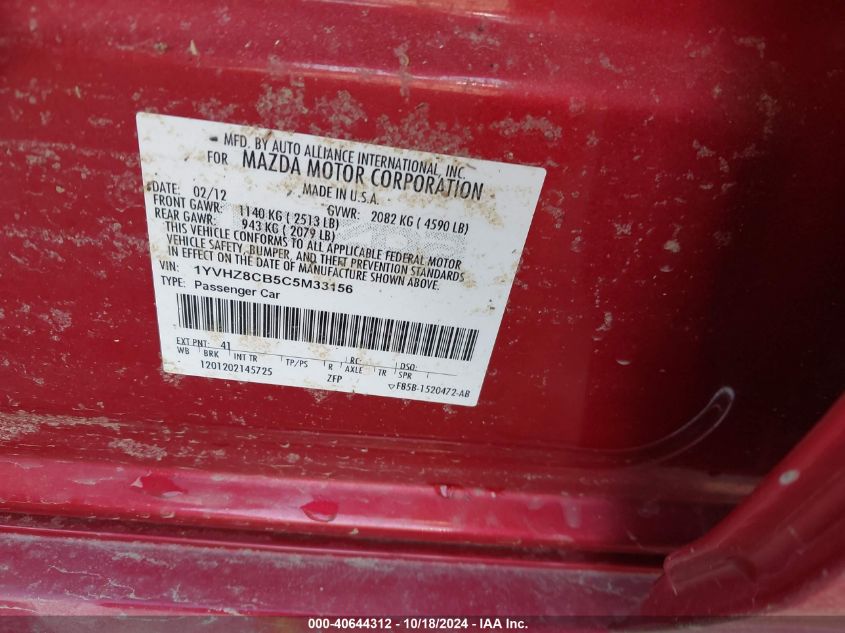 MFD. BY AUTO ALLIANCE INTERNATIONAL, INC.
FOR MAZDA MOTOR CORPORATION
DATE: 02/12 MADE IN U.S.A.
FRONT GAWR: 1140 KG ( 2513 LB) GVWR: 2082 KG ( 4590 LB)
REAR GAWR: 943 KG ( 2079 LB)
THIS VEHICLE CONFORMS TO ALL APPLICABLE FEDERAL MOTOR
VEHICLE SAFETY, BUMPER, AND THEFT PREVENTION STANDARDS
IN EFFECT ON THE DATE OF MANUFACTURE SHOWN ABOVE.
VIN: 1YVHZ8CB5C5M33156
TYPE: Passenger Car
EXT PNT: 41 RC: DSO:
WB BRK INT TR TP/PS R AXLE TR SPR
1201202145725 ZFP ▽F85B-1520472-AB
000-40644312 - 10/18/2024 - IAA Inc.